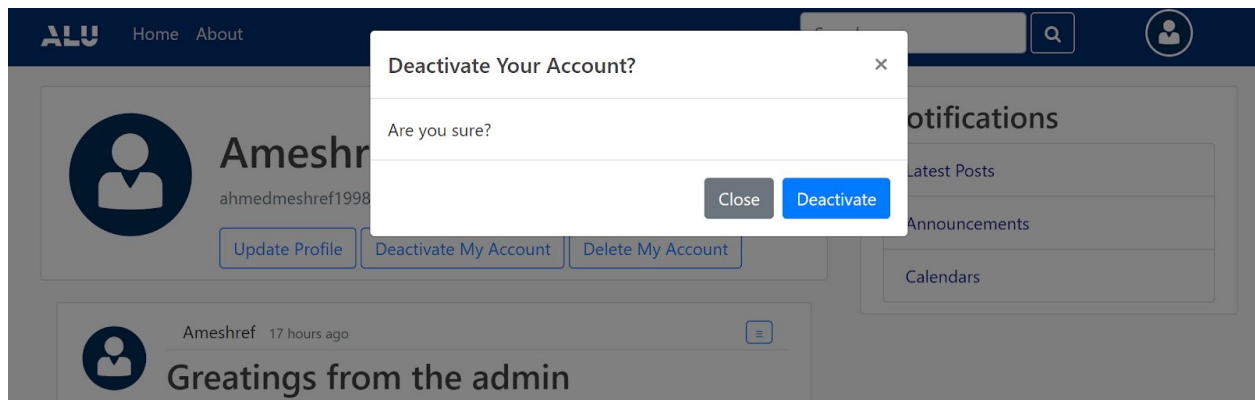 ALU Home About
Deactivate Your Account? ×
Are you sure?
Close Deactivate
Ameshr
ahmedmeshref1998
Update Profile Deactivate My Account Delete My Account
otifications
Latest Posts
Announcements
Calendars
Ameshref 17 hours ago
Greatings from the admin